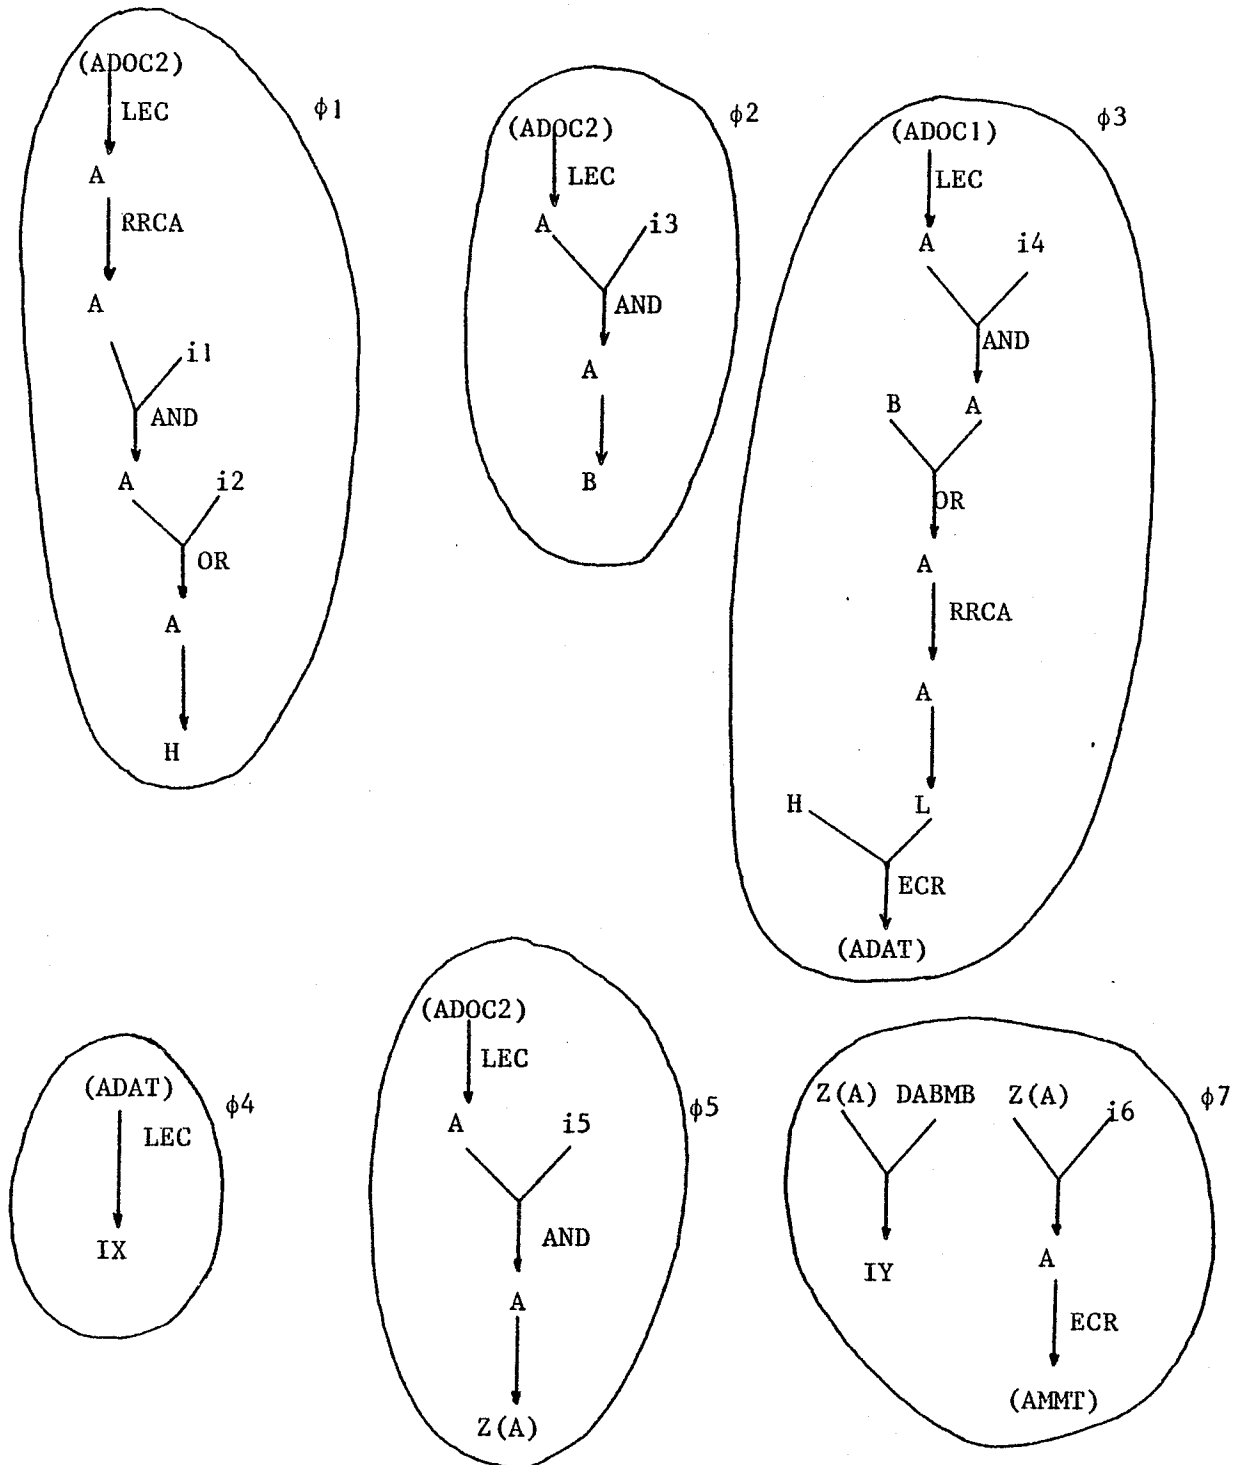 (ADOC2)
LEC
φ1
A
RRCA
A
i1
AND
A
i2
OR
A
H
(ADOC2)
φ2
LEC
A
i3
AND
A
B
(ADOC1)
φ3
LEC
A
i4
AND
B
A
OR
A
RRCA
A
H
L
ECR
(ADAT)
(ADAT)
φ4
LEC
IX
(ADOC2)
LEC
φ5
A
i5
AND
A
Z(A)
Z(A) DABMB Z(A)
i6
φ7
IY
A
ECR
(AMMT)